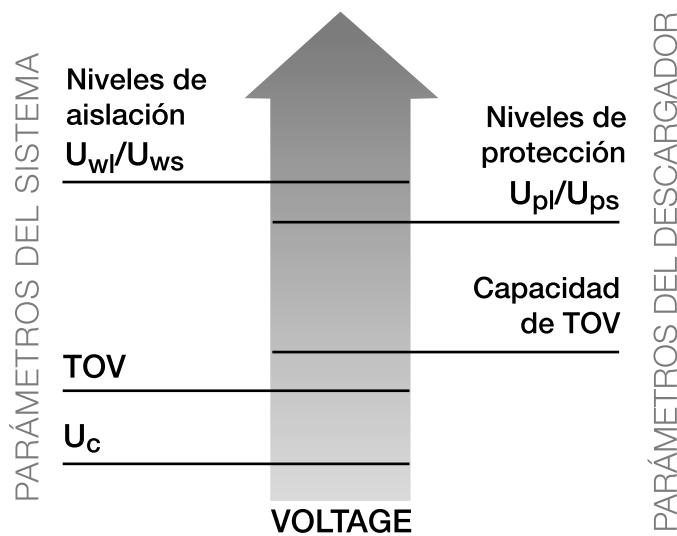 PARÁMETROS DEL SISTEMA
Niveles de
aislación
Uwl/Uws
TOV
Uc
Niveles de
protección
Upl/Ups
Capacidad
de TOV
PARÁMETROS DEL DESCARGADOR
VOLTAGE